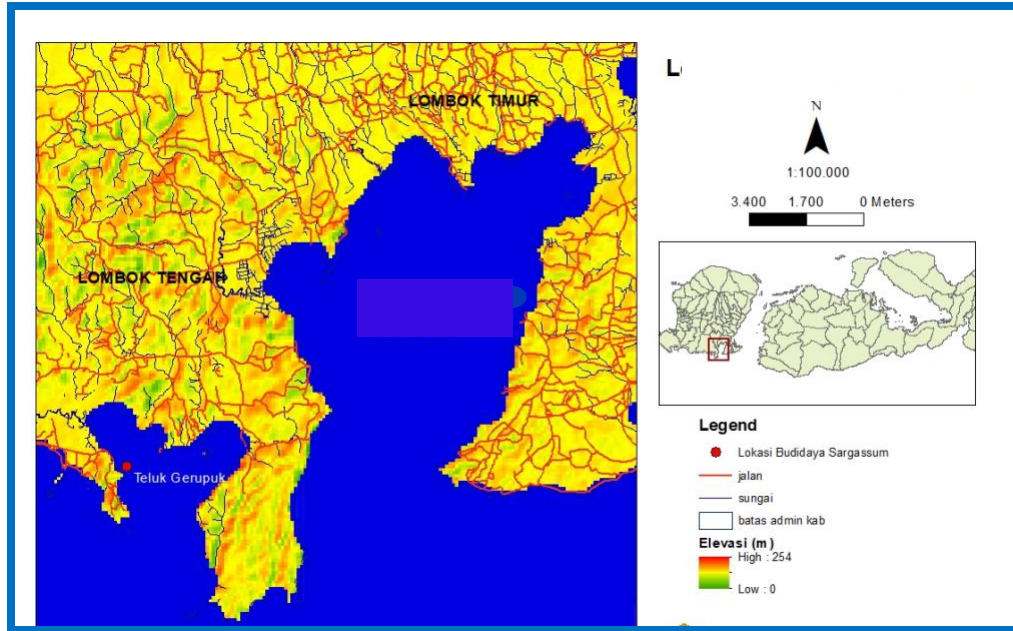 LOMBOK TIMUR
LOMBOK TENGAH
Teluk Gerupuk
N
1:100.000
3.400 1.700 0 Meters
Legend
Lokasi Budidaya Sargassum
jalan
sungai
batas admin kab
Elevasi (m)
High : 254
Low : 0